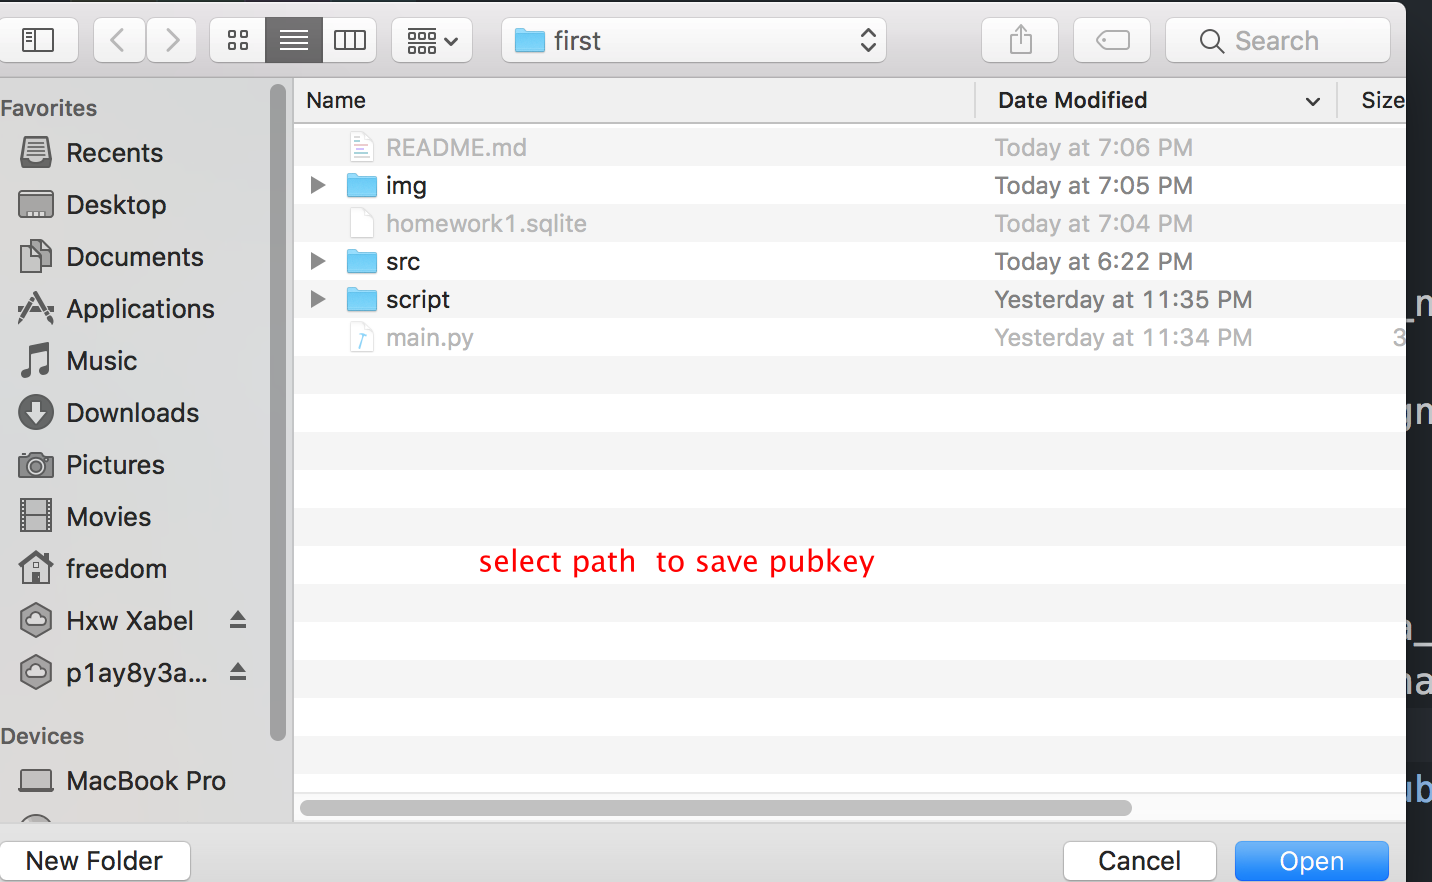 first
Search
Favorites
Recents
Desktop
Documents
Applications
Music
Downloads
Pictures
Movies
freedom
Hxw Xabel
p1ay8y3a...
Devices
MacBook Pro
Name Date Modified Size
README.md Today at 7:06 PM
img Today at 7:05 PM
homework1.sqlite Today at 7:04 PM
src Today at 6:22 PM
script Yesterday at 11:35 PM
main.py Yesterday at 11:34 PM 3
select path to save pubkey
New Folder Cancel Open